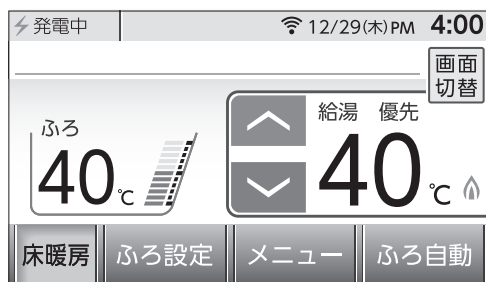 発電中 12/29(木)PM 4:00
画面
切替
ふろ
40℃
給湯 優先
40℃
床暖房 ふろ設定 メニュー ふろ自動